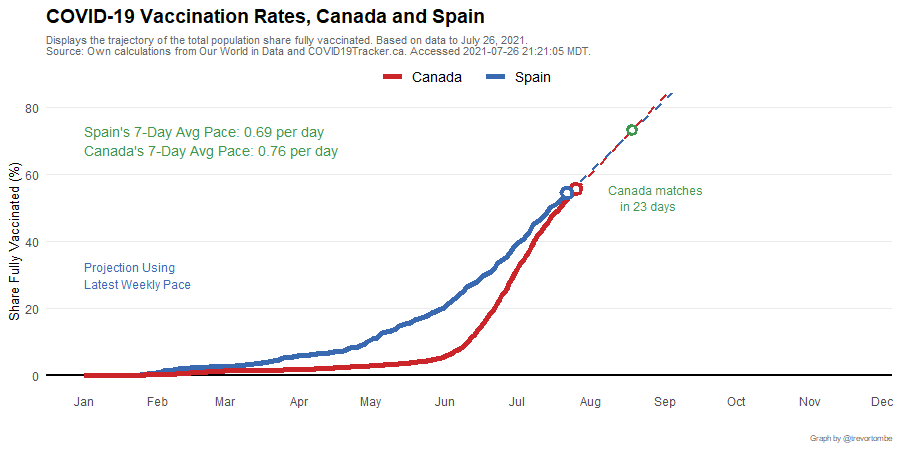 COVID-19 Vaccination Rates, Canada and Spain
Displays the trajectory of the total population share fully vaccinated. Based on data to July 26, 2021.
Source: Own calculations from Our World in Data and COVID19Tracker.ca. Accessed 2021-07-26 21:21:05 MDT.
Canada Spain
Share Fully Vaccinated (%)
80
60
40
20
0
Spain's 7-Day Avg Pace: 0.69 per day
Canada's 7-Day Avg Pace: 0.76 per day
Canada matches
in 23 days
Projection Using
Latest Weekly Pace
Jan Feb Mar Apr May Jun Jul Aug Sep Oct Nov Dec
Graph by @trevortombe